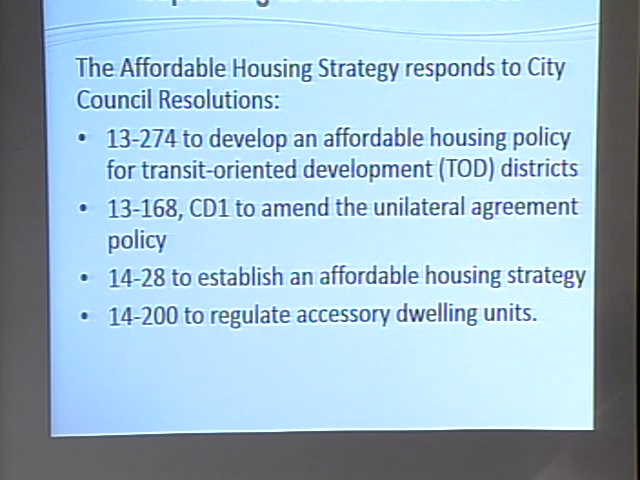 The Affordable Housing Strategy responds to City
Council Resolutions:
• 13-274 to develop an affordable housing policy
for transit-oriented development (TOD) districts
• 13-168, CD1 to amend the unilateral agreement
policy
• 14-28 to establish an affordable housing strategy
• 14-200 to regulate accessory dwelling units.